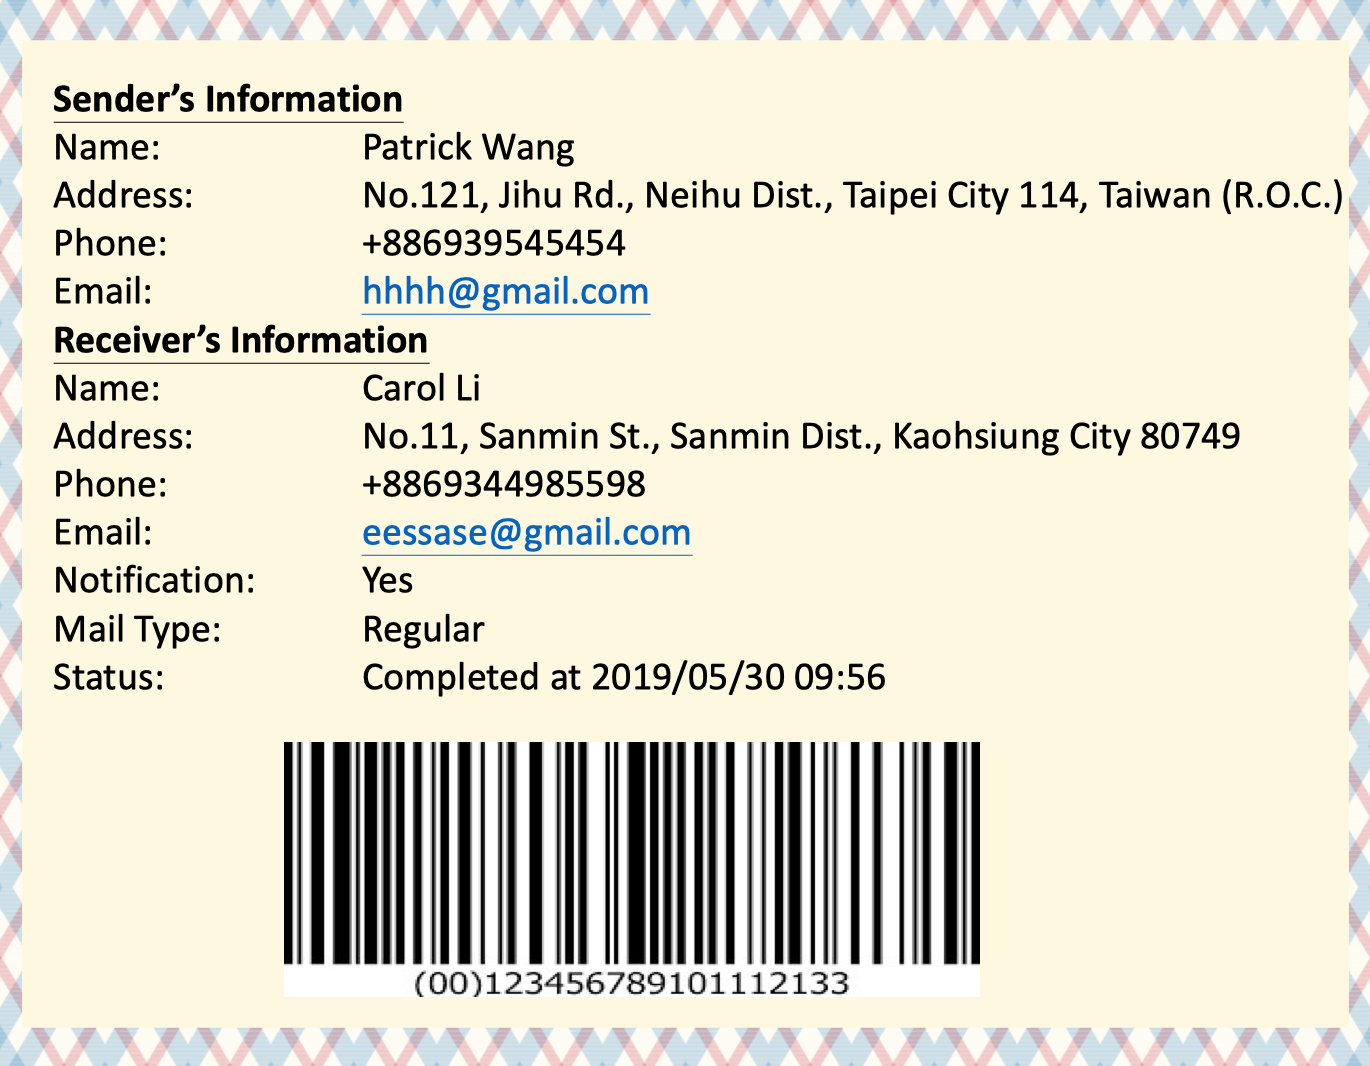 Sender’s Information
Name: Patrick Wang
Address: No.121, Jihu Rd., Neihu Dist., Taipei City 114, Taiwan (R.O.C.)
Phone: +886939545454
Email: hhhh@gmail.com
Receiver’s Information
Name: Carol Li
Address: No.11, Sanmin St., Sanmin Dist., Kaohsiung City 80749
Phone: +8869344985598
Email: eessase@gmail.com
Notification: Yes
Mail Type: Regular
Status: Completed at 2019/05/30 09:56
(00)123456789101112133